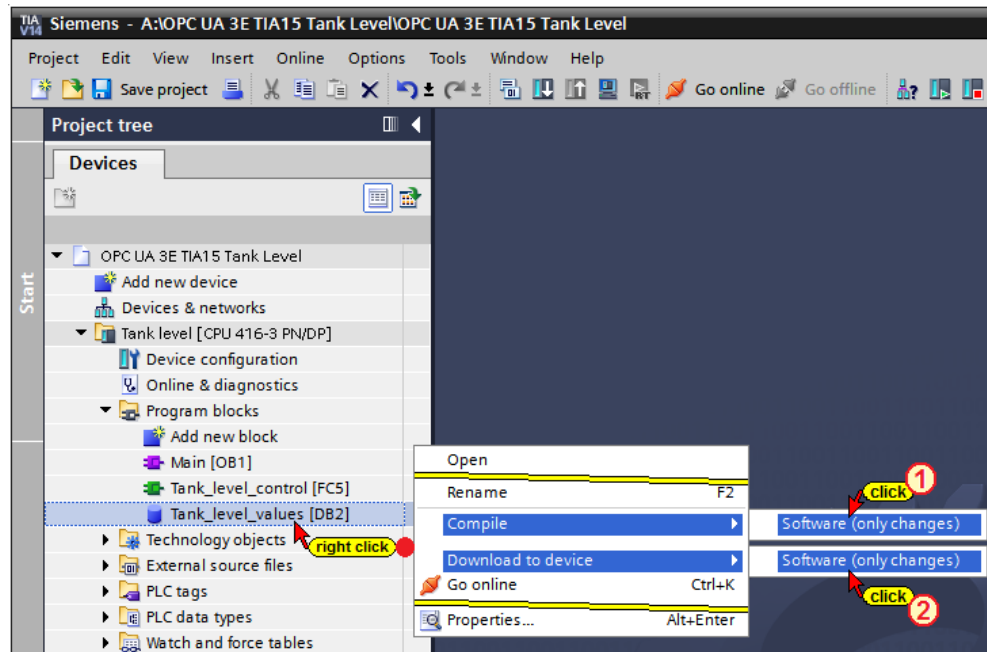 TIA V14 Siemens - A:\OPC UA 3E TIA15 Tank Level\OPC UA 3E TIA15 Tank Level
Project Edit View Insert Online Options Tools Window Help
Save project Go online Go offline
Project tree
Devices
Start
OPC UA 3E TIA15 Tank Level
Add new device
Devices & networks
Tank level [CPU 416-3 PN/DP]
Device configuration
Online & diagnostics
Program blocks
Add new block
Main [OB1]
Tank_level_control [FC5]
Tank_level_values [DB2]
Technology objects
External source files
PLC tags
PLC data types
Watch and force tables
right click
Open
Rename F2
Compile
Download to device
Go online Ctrl+K
Properties... Alt+Enter
click 1
Software (only changes)
Software (only changes)
click 2